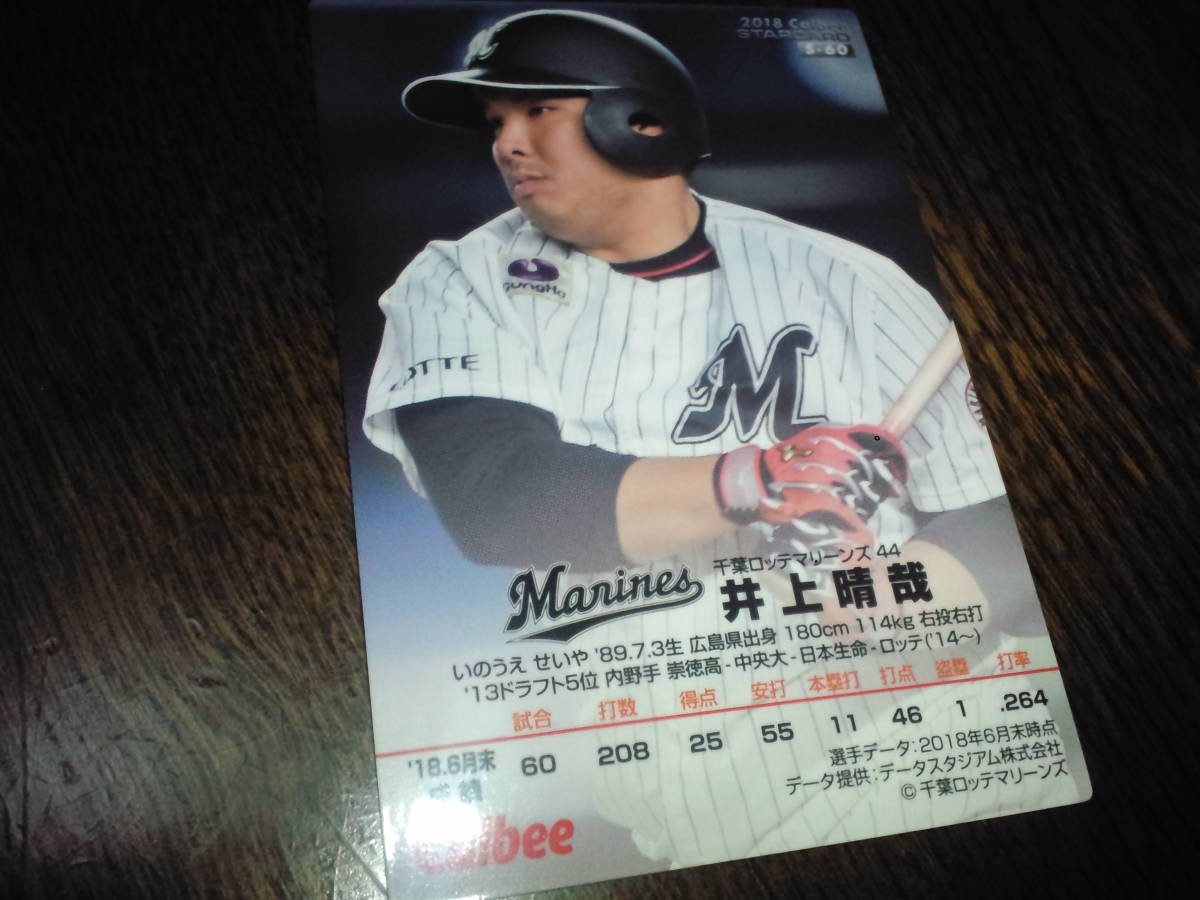 2018 Calbee
STARCARD
S-60
M
GungHo
LOTTE
M
千葉ロッテマリーンズ 44
Marines 井上晴哉
いのうえ せいや '89.7.3生 広島県出身 180cm 114kg 右投右打
'13ドラフト5位 内野手 崇徳高-中央大-日本生命-ロッテ('14〜)
試合 打数 得点 安打 本塁打 打点 盗塁 打率
'18.6月末 60 208 25 55 11 46 1 .264
成績
選手データ:2018年6月末時点
データ提供:データスタジアム株式会社
© 千葉ロッテマリーンズ
Calbee